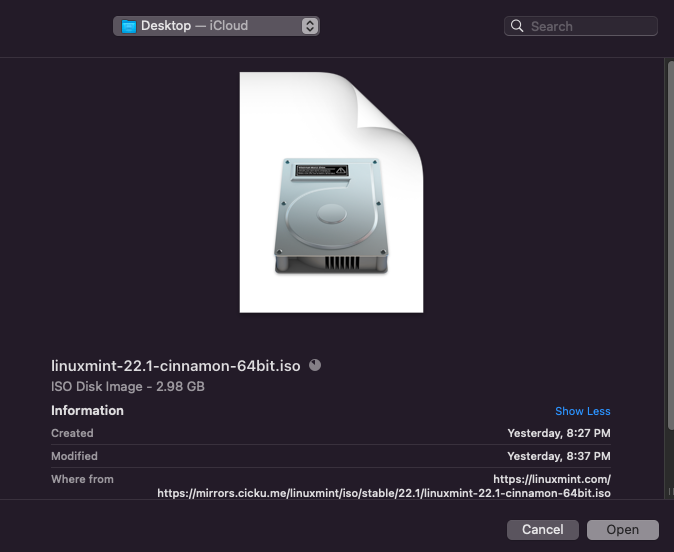 Desktop — iCloud
Search
linuxmint-22.1-cinnamon-64bit.iso
ISO Disk Image - 2.98 GB
Information Show Less
Created Yesterday, 8:27 PM
Modified Yesterday, 8:37 PM
Where from https://linuxmint.com/
https://mirrors.cicku.me/linuxmint/iso/stable/22.1/linuxmint-22.1-cinnamon-64bit.iso
Cancel Open